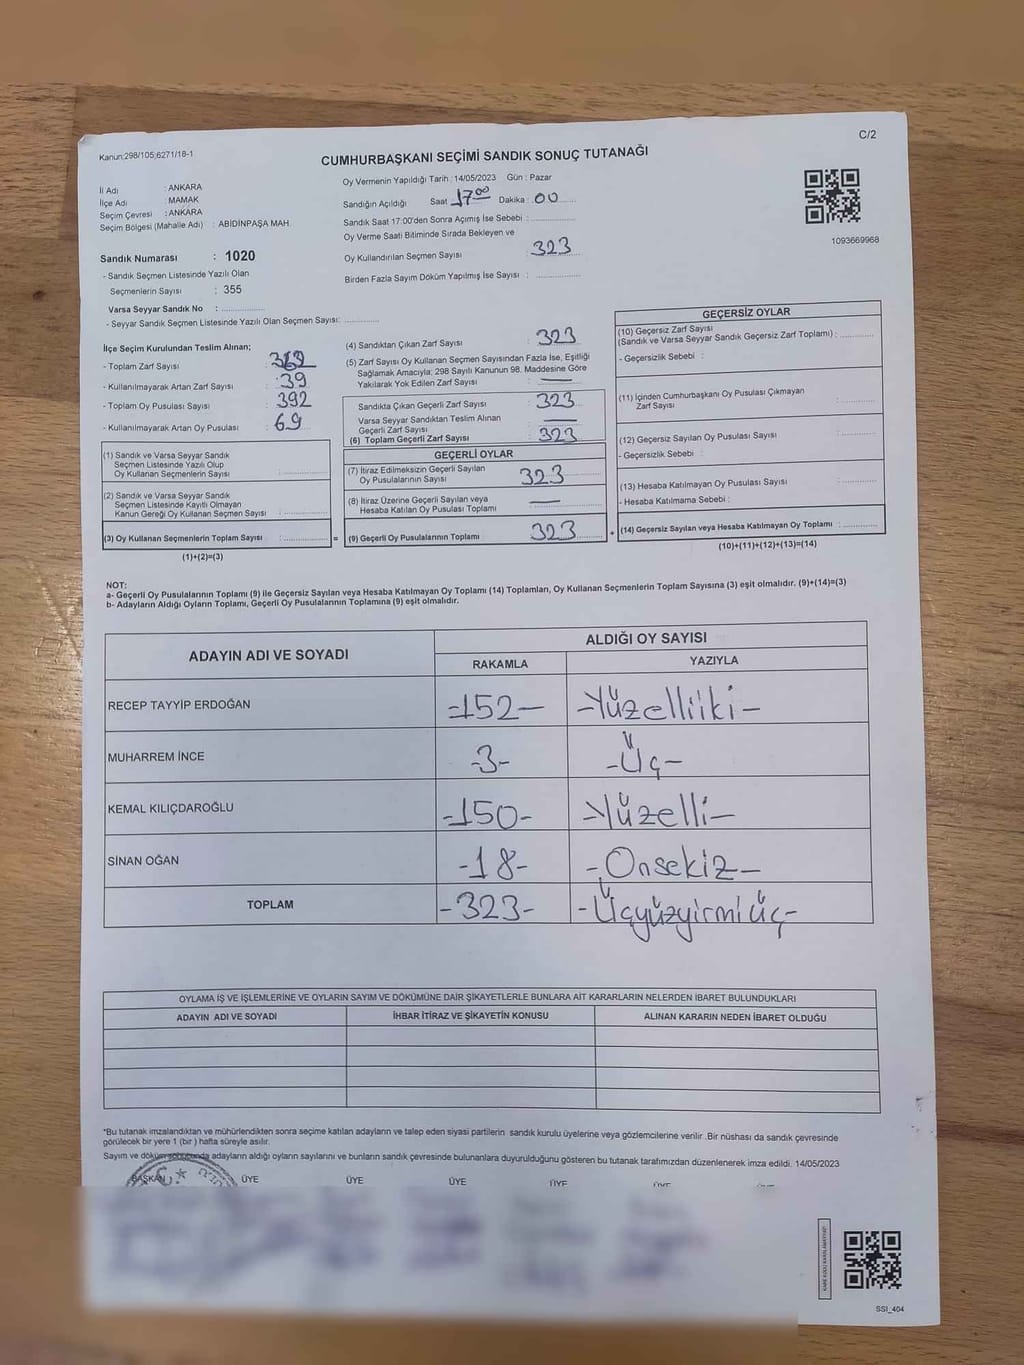 C/2
Kanun:298/105;6271/18-1
CUMHURBAŞKANI SEÇİMİ SANDIK SONUÇ TUTANAĞI
İl Adı : ANKARA
İlçe Adı : MAMAK
Seçim Çevresi : ANKARA
Seçim Bölgesi (Mahalle Adı) : ABİDİNPAŞA MAH.
Oy Vermenin Yapıldığı Tarih : 14/05/2023 Gün : Pazar
Sandığın Açıldığı Saat 17:00 Dakika : 00
Sandık Saat 17:00'den Sonra Açımış İse Sebebi :
Oy Verme Saati Bitiminde Sırada Bekleyen ve
Oy Kullandırılan Seçmen Sayısı : 323
Birden Fazla Sayım Döküm Yapılmış İse Sayısı :
1093669968
Sandık Numarası : 1020
- Sandık Seçmen Listesinde Yazılı Olan
Seçmenlerin Sayısı : 355
Varsa Seyyar Sandık No :
- Seyyar Sandık Seçmen Listesinde Yazılı Olan Seçmen Sayısı:
İlçe Seçim Kurulundan Teslim Alınan;
- Toplam Zarf Sayısı :
- Kullanılmayarak Artan Zarf Sayısı : 39
- Toplam Oy Pusulası Sayısı : 392
- Kullanılmayarak Artan Oy Pusulası : 69
(1) Sandık ve Varsa Seyyar Sandık
Seçmen Listesinde Yazılı Olup
Oy Kullanan Seçmenlerin Sayısı :
(2) Sandık ve Varsa Seyyar Sandık
Seçmen Listesinde Kayıtlı Olmayan
Kanun Gereği Oy Kullanan Seçmen Sayısı :
(3) Oy Kullanan Seçmenlerin Toplam Sayısı :
(1)+(2)=(3)
(4) Sandıktan Çıkan Zarf Sayısı : 323
(5) Zarf Sayısı Oy Kullanan Seçmen Sayısından Fazla İse, Eşitliği
Sağlamak Amacıyla; 298 Sayılı Kanunun 98. Maddesine Göre
Yakılarak Yok Edilen Zarf Sayısı : —
Sandıkta Çıkan Geçerli Zarf Sayısı : 323
Varsa Seyyar Sandıktan Teslim Alınan
Geçerli Zarf Sayısı : —
(6) Toplam Geçerli Zarf Sayısı : 323
GEÇERLİ OYLAR
(7) İtiraz Edilmeksizin Geçerli Sayılan
Oy Pusulalarının Sayısı : 323
(8) İtiraz Üzerine Geçerli Sayılan veya
Hesaba Katılan Oy Pusulası Toplamı : —
= (9) Geçerli Oy Pusulalarının Toplamı : 323 +
GEÇERSİZ OYLAR
(10) Geçersiz Zarf Sayısı
(Sandık ve Varsa Seyyar Sandık Geçersiz Zarf Toplamı) :
- Geçersizlik Sebebi :
(11) İçinden Cumhurbaşkanı Oy Pusulası Çıkmayan
Zarf Sayısı :
(12) Geçersiz Sayılan Oy Pusulası Sayısı :
- Geçersizlik Sebebi :
(13) Hesaba Katılmayan Oy Pusulası Sayısı :
- Hesaba Katılmama Sebebi :
(14) Geçersiz Sayılan veya Hesaba Katılmayan Oy Toplamı :
(10)+(11)+(12)+(13)=(14)
NOT:
a- Geçerli Oy Pusulalarının Toplamı (9) ile Geçersiz Sayılan veya Hesaba Katılmayan Oy Toplamı (14) Toplamları, Oy Kullanan Seçmenlerin Toplam Sayısına (3) eşit olmalıdır. (9)+(14)=(3)
b- Adayların Aldığı Oyların Toplamı, Geçerli Oy Pusulalarının Toplamına (9) eşit olmalıdır.
ADAYIN ADI VE SOYADI
ALDIĞI OY SAYISI
RAKAMLA YAZIYLA
RECEP TAYYİP ERDOĞAN -152- -Yüzelliiki-
MUHARREM İNCE -3- -Üç-
KEMAL KILIÇDAROĞLU -150- -Yüzelli-
SİNAN OĞAN -18- -Onsekiz-
TOPLAM -323- -Üçyüzyirmiüç-
OYLAMA İŞ VE İŞLEMLERİNE VE OYLARIN SAYIM VE DÖKÜMÜNE DAİR ŞİKAYETLERLE BUNLARA AİT KARARLARIN NELERDEN İBARET BULUNDUKLARI
ADAYIN ADI VE SOYADI İHBAR İTİRAZ VE ŞİKAYETİN KONUSU ALINAN KARARIN NEDEN İBARET OLDUĞU
*Bu tutanak imzalandıktan ve mühürlendikten sonra seçime katılan adayların ve talep eden siyasi partilerin sandık kurulu üyelerine veya gözlemcilerine verilir .Bir nüshası da sandık çevresinde
görülecek bir yere 1 (bir ) hafta süreyle asılır.
Sayım ve döküm sonucunda adayların aldığı oyların sayılarını ve bunların sandık çevresinde bulunanlara duyurulduğunu gösteren bu tutanak tarafımızdan düzenlenerek imza edildi. 14/05/2023
BAŞKAN ÜYE ÜYE ÜYE ÜYE
SSI_404